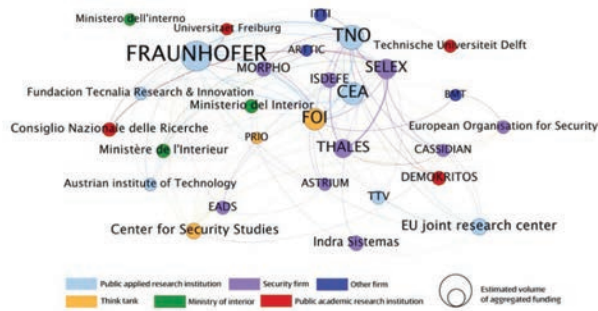 Ministero dell'interno
ITTI
Universitaet Freiburg
TNO
FRAUNHOFER
ARTTIC
Technische Universiteit Delft
MORPHO
SELEX
ISDEFE
Fundacion Tecnalia Research & Innovation
CEA
BMT
Ministerio del Interior
FOI
Consiglio Nazionale delle Ricerche
European Organisation for Security
PRIO
Ministère de l'Interieur
THALES
CASSIDIAN
DEMOKRITOS
Austrian institute of Technology
ASTRIUM
TTV
EADS
Center for Security Studies
EU joint research center
Indra Sistemas
Public applied research institution
Security firm
Other firm
Think tank
Ministry of interior
Public academic research institution
Estimated volume
of aggregated funding